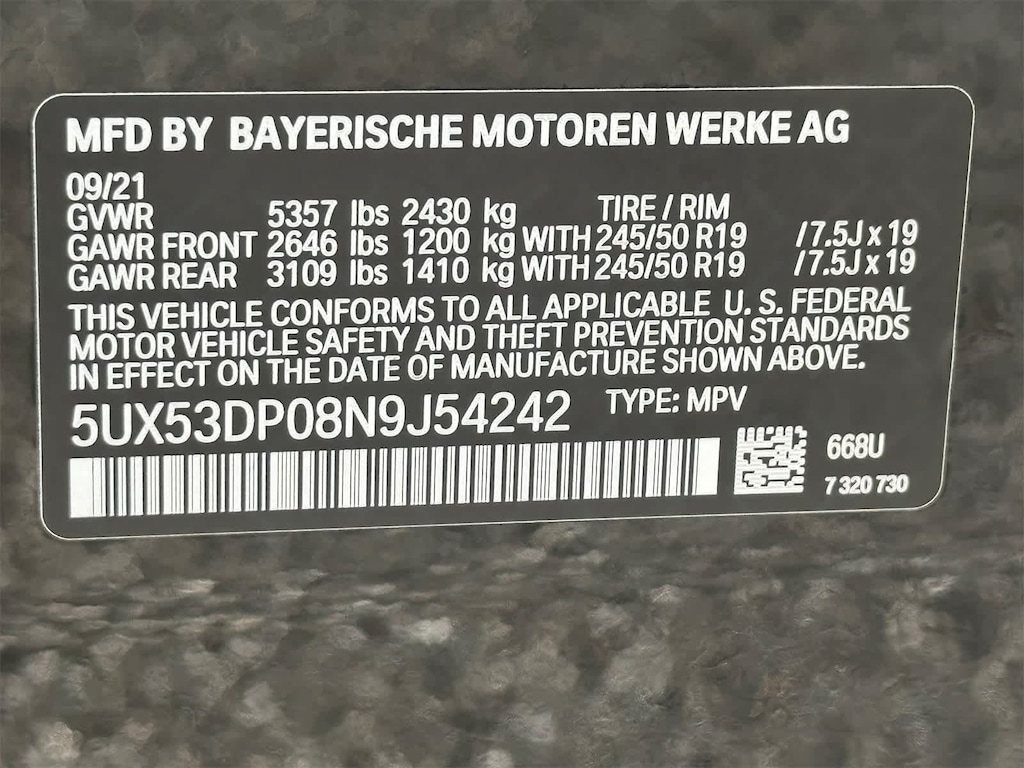 MFD BY BAYERISCHE MOTOREN WERKE AG
09/21
GVWR 5357 lbs 2430 kg TIRE / RIM
GAWR FRONT 2646 lbs 1200 kg WITH 245/50 R19 /7.5J x 19
GAWR REAR 3109 lbs 1410 kg WITH 245/50 R19 /7.5J x 19
THIS VEHICLE CONFORMS TO ALL APPLICABLE U. S. FEDERAL
MOTOR VEHICLE SAFETY AND THEFT PREVENTION STANDARDS
IN EFFECT ON THE DATE OF MANUFACTURE SHOWN ABOVE.
5UX53DP08N9J54242 TYPE: MPV
668U
7 320 730